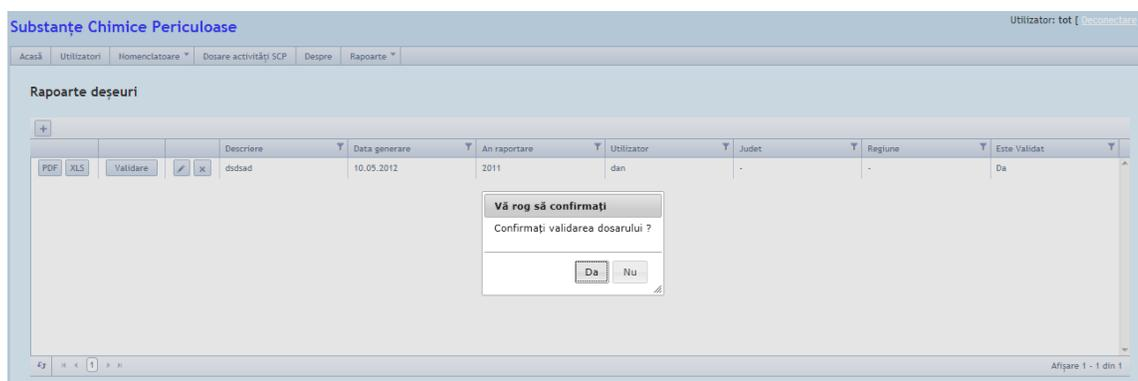 Substanțe Chimice Periculoase
Utilizator: tot [ Deconectare
Acasă Utilizatori Nomenclatoare Dosare activități SCP Despre Rapoarte
Rapoarte deșeuri
+
Descriere Data generare An raportare Utilizator Judet Regiune Este Validat
PDF XLS Validare x dsdsad 10.05.2012 2011 dan - - Da
Vă rog să confirmați
Confirmați validarea dosarului ?
Da Nu
1
Afișare 1 - 1 din 1